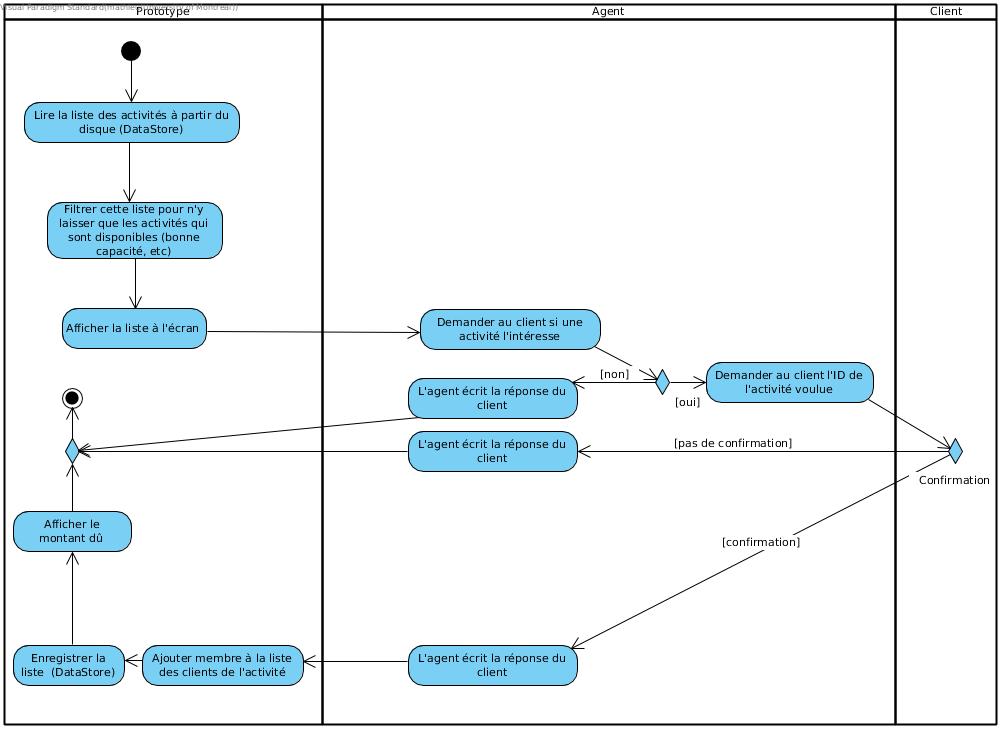 Visual Paradigm Standard
Prototype
Agent
Client
Lire la liste des activités à partir du
disque (DataStore)
Filtrer cette liste pour n'y
laisser que les activités qui
sont disponibles (bonne
capacité, etc)
Afficher la liste à l'écran
Demander au client si une
activité l'intéresse
[non]
[oui]
Demander au client l'ID de
l'activité voulue
L'agent écrit la réponse du
client
L'agent écrit la réponse du
client
[pas de confirmation]
Confirmation
Afficher le
montant dû
[confirmation]
Enregistrer la
liste (DataStore)
Ajouter membre à la liste
des clients de l'activité
L'agent écrit la réponse du
client